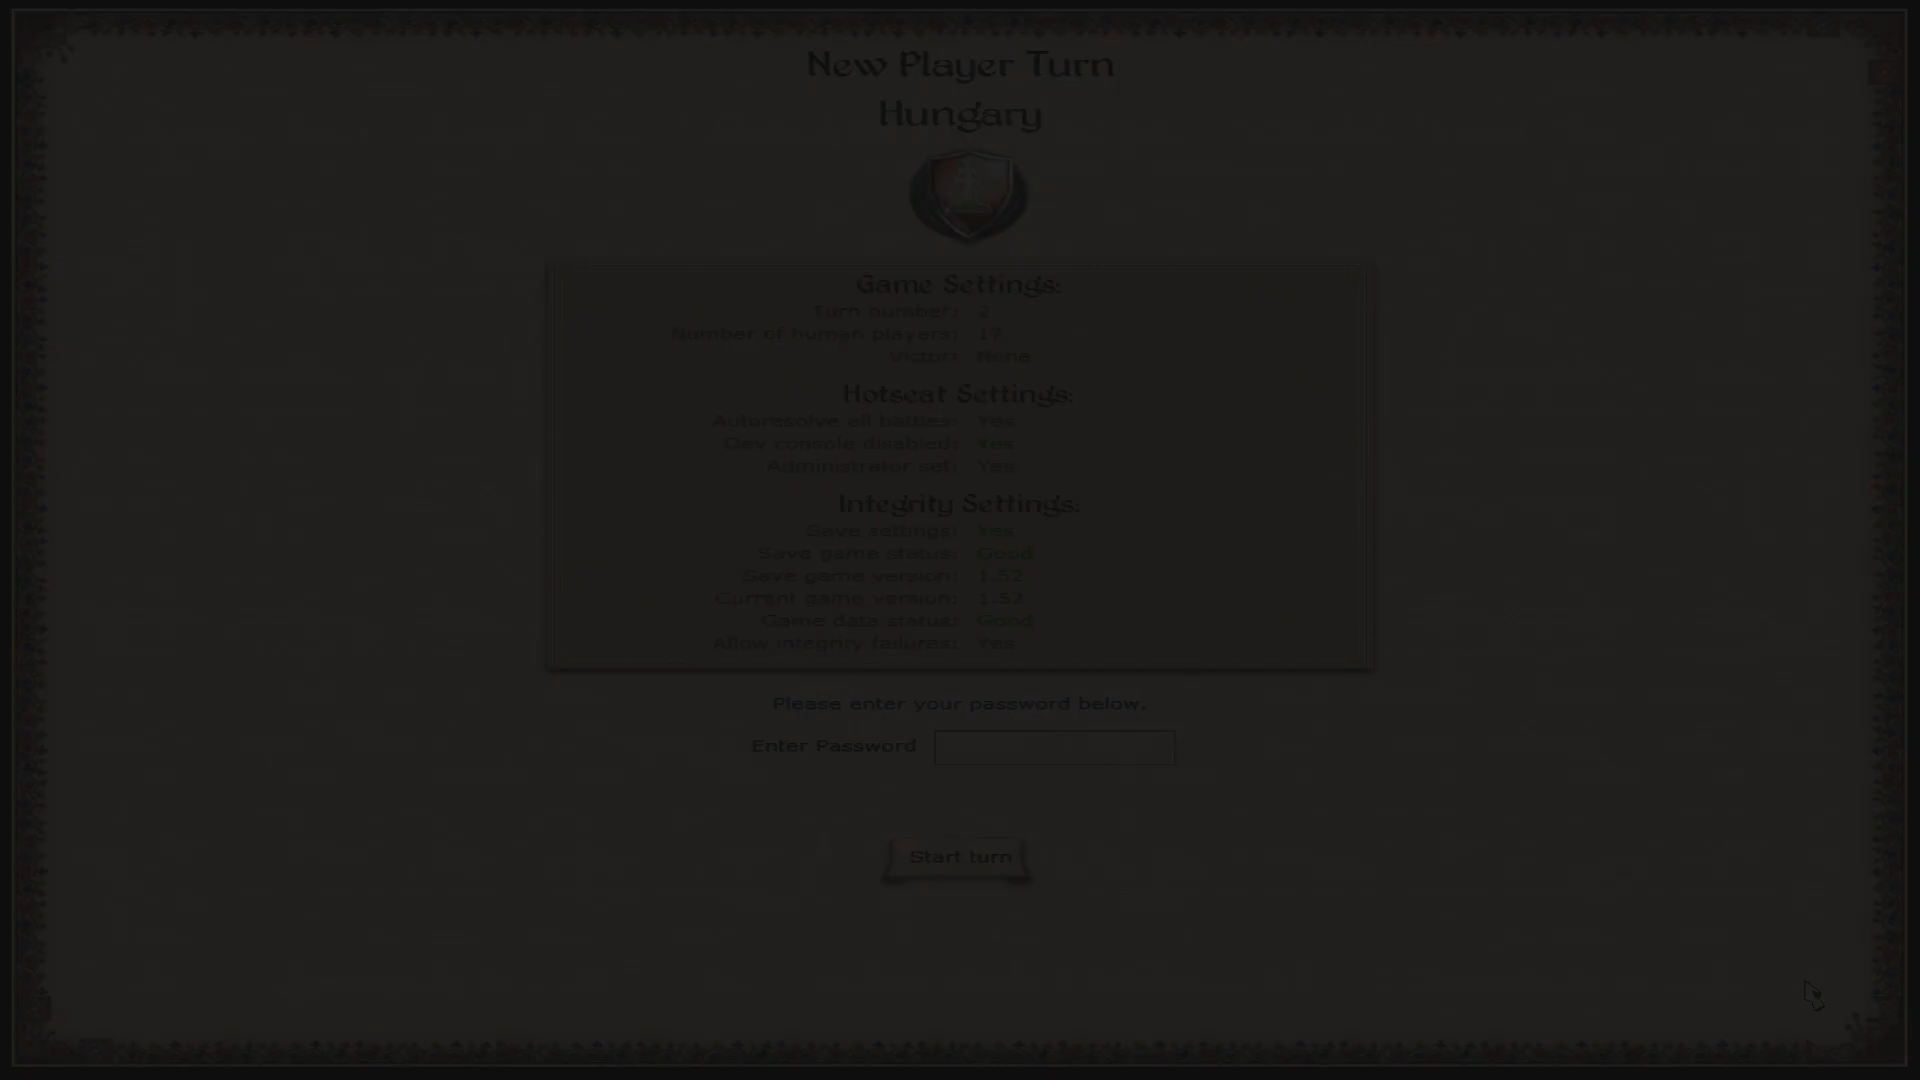 New Player Turn
Hungary
Game Settings:
Turn number: 2
Number of human players: 17
Victor: None
Hotseat Settings:
Autoresolve all battles: Yes
Dev console disabled: Yes
Administrator set: Yes
Integrity Settings:
Save settings: Yes
Save game status: Good
Save game version: 1.52
Current game version: 1.52
Game data status: Good
Allow integrity failures: Yes
Please enter your password below.
Enter Password
Start turn